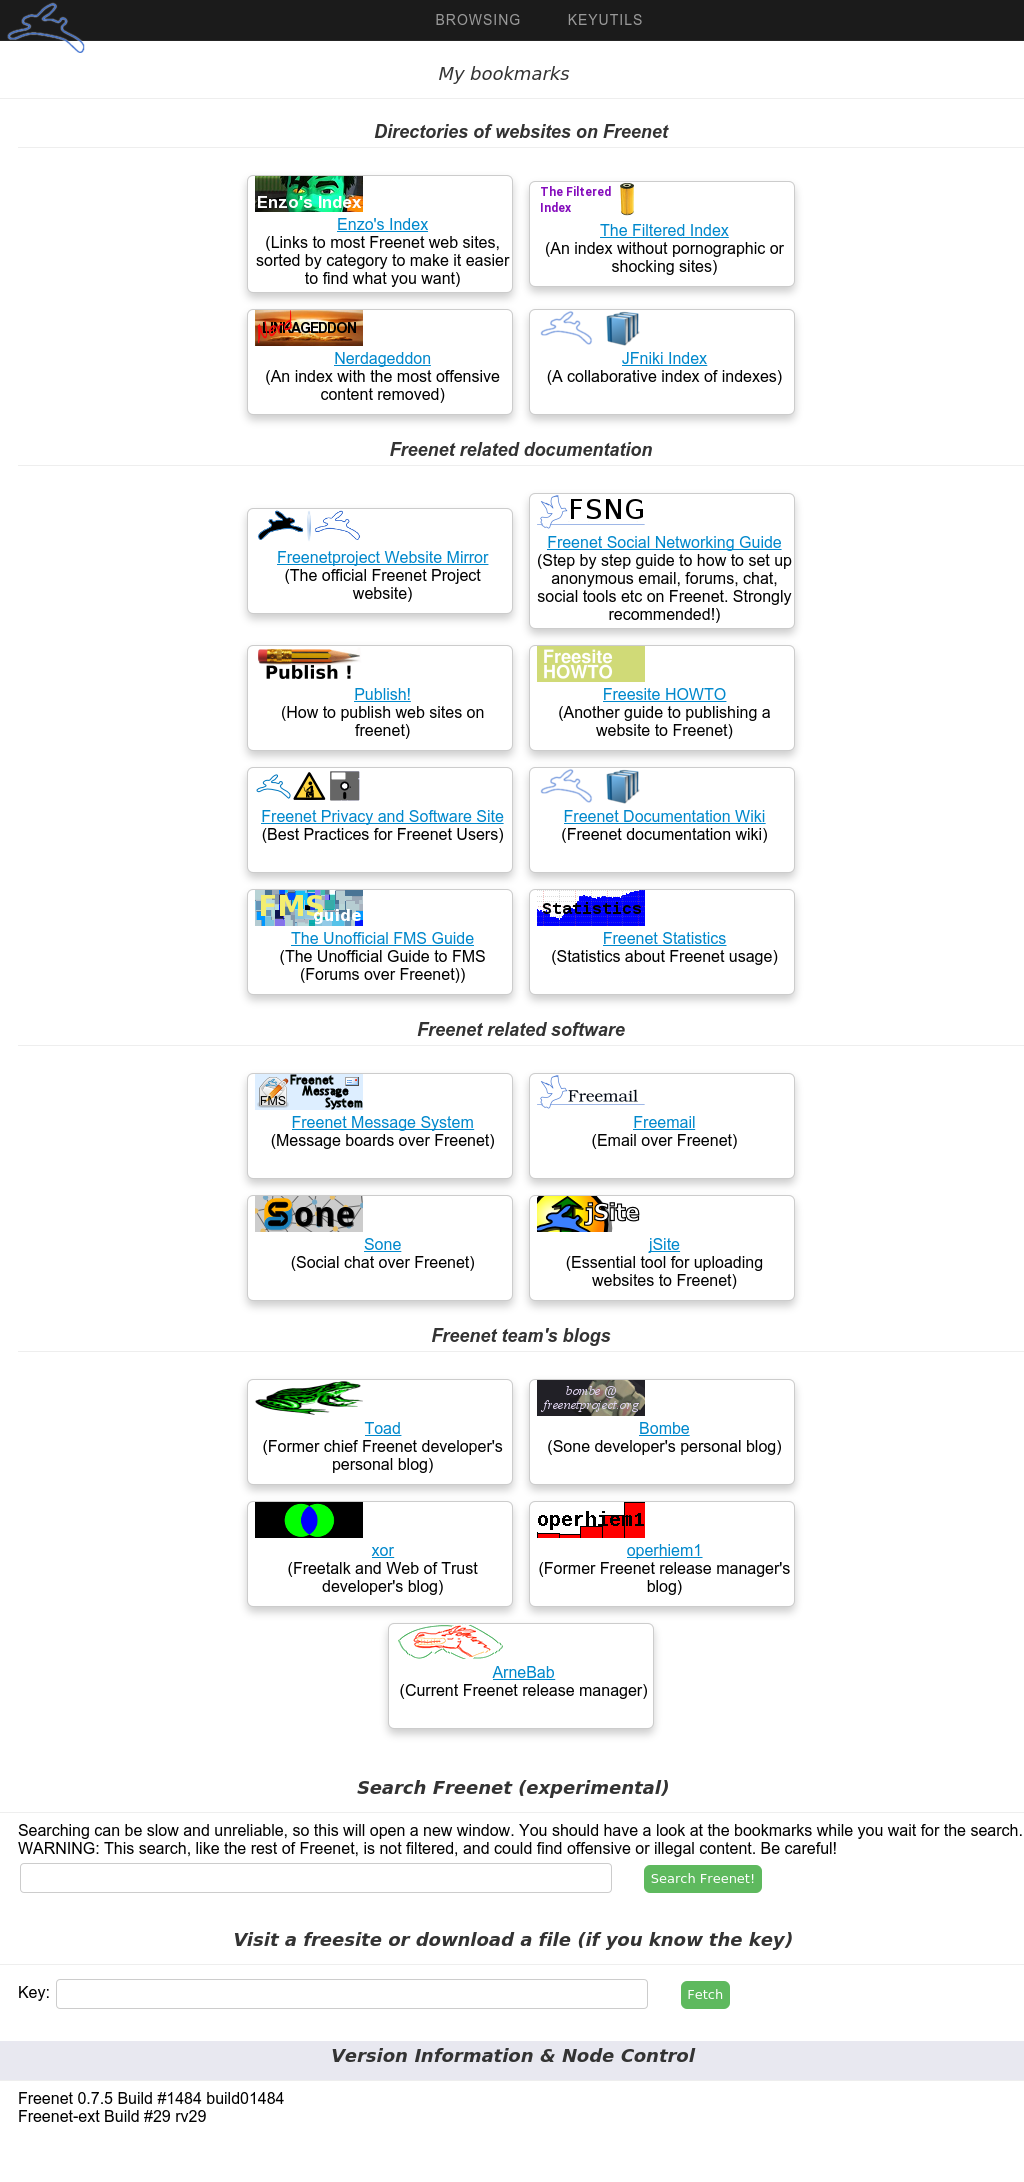 BROWSING KEYUTILS
My bookmarks
Directories of websites on Freenet
Enzo's Index
Enzo's Index
(Links to most Freenet web sites,
sorted by category to make it easier
to find what you want)
The Filtered
Index
The Filtered Index
(An index without pornographic or
shocking sites)
LINKAGEDDON
Nerdageddon
(An index with the most offensive
content removed)
JFniki Index
(A collaborative index of indexes)
Freenet related documentation
Freenetproject Website Mirror
(The official Freenet Project
website)
FSNG
Freenet Social Networking Guide
(Step by step guide to how to set up
anonymous email, forums, chat,
social tools etc on Freenet. Strongly
recommended!)
Publish !
Publish!
(How to publish web sites on
freenet)
Freesite
HOWTO
Freesite HOWTO
(Another guide to publishing a
website to Freenet)
Freenet Privacy and Software Site
(Best Practices for Freenet Users)
Freenet Documentation Wiki
(Freenet documentation wiki)
FMS
guide
The Unofficial FMS Guide
(The Unofficial Guide to FMS
(Forums over Freenet))
Statistics
Freenet Statistics
(Statistics about Freenet usage)
Freenet related software
FMS
Freenet
Message
System
Freenet Message System
(Message boards over Freenet)
Freemail
Freemail
(Email over Freenet)
Sone
Sone
(Social chat over Freenet)
jSite
jSite
(Essential tool for uploading
websites to Freenet)
Freenet team's blogs
Toad
(Former chief Freenet developer's
personal blog)
bombe @
freenetproject.org
Bombe
(Sone developer's personal blog)
xor
(Freetalk and Web of Trust
developer's blog)
operhiem1
operhiem1
(Former Freenet release manager's
blog)
ArneBab
(Current Freenet release manager)
Search Freenet (experimental)
Searching can be slow and unreliable, so this will open a new window. You should have a look at the bookmarks while you wait for the search.
WARNING: This search, like the rest of Freenet, is not filtered, and could find offensive or illegal content. Be careful!
Search Freenet!
Visit a freesite or download a file (if you know the key)
Key:
Fetch
Version Information & Node Control
Freenet 0.7.5 Build #1484 build01484
Freenet-ext Build #29 rv29